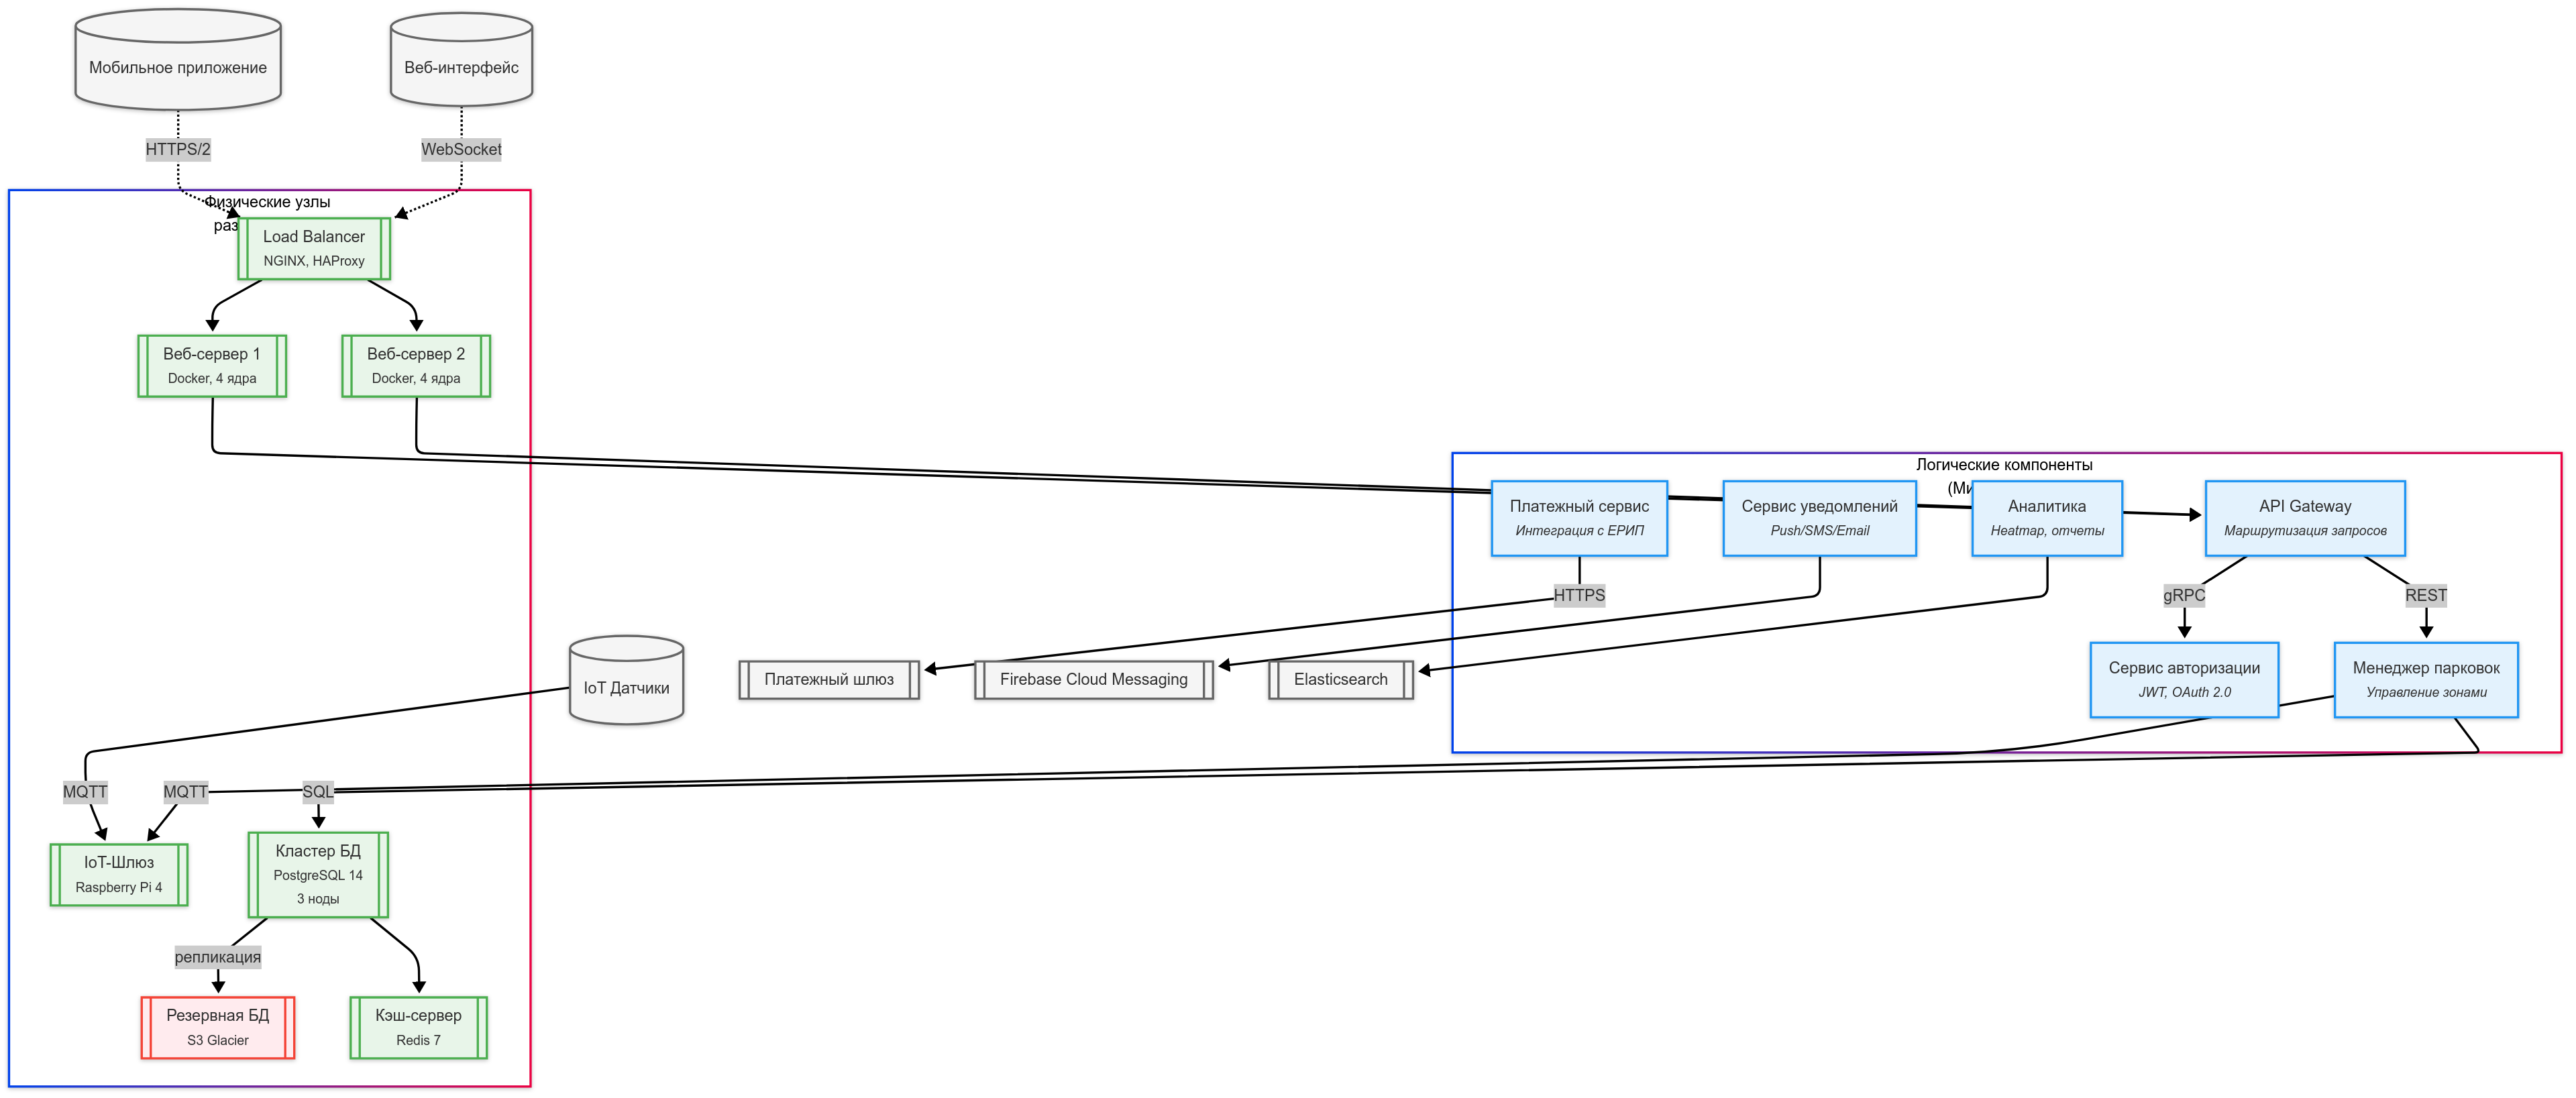 Мобильное приложение
Веб-интерфейс
HTTPS/2
WebSocket
Физические узлы
раз
Load Balancer
NGINX, HAProxy
Веб-сервер 1
Docker, 4 ядра
Веб-сервер 2
Docker, 4 ядра
Логические компоненты
(Ми
Платежный сервис
Интеграция с ЕРИП
Сервис уведомлений
Push/SMS/Email
Аналитика
Heatmap, отчеты
API Gateway
Маршрутизация запросов
HTTPS
gRPC
REST
IoT Датчики
Платежный шлюз
Firebase Cloud Messaging
Elasticsearch
Сервис авторизации
JWT, OAuth 2.0
Менеджер парковок
Управление зонами
MQTT
MQTT
SQL
IoT-Шлюз
Raspberry Pi 4
Кластер БД
PostgreSQL 14
3 ноды
репликация
Резервная БД
S3 Glacier
Кэш-сервер
Redis 7